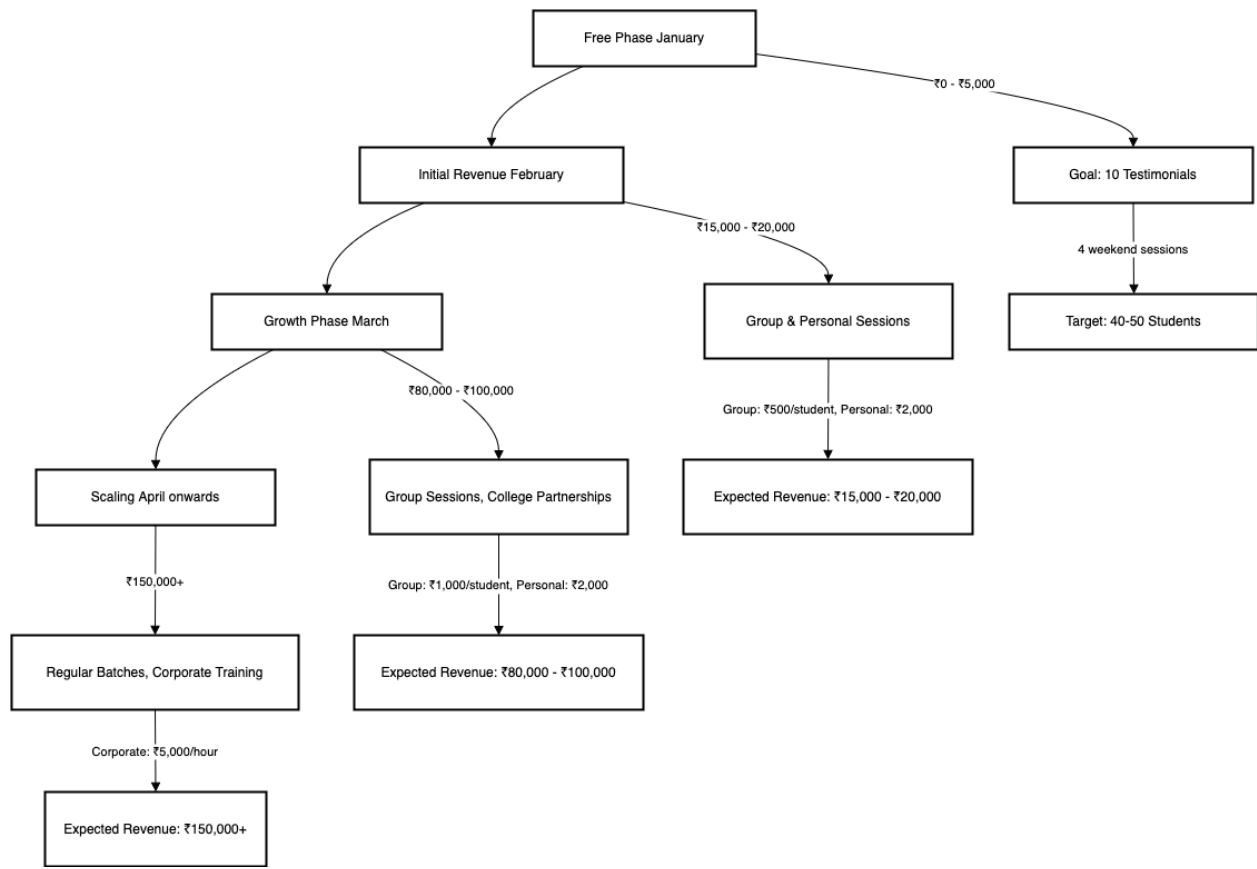 Free Phase January
₹0 - ₹5,000
Initial Revenue February
Goal: 10 Testimonials
₹15,000 - ₹20,000
4 weekend sessions
Growth Phase March
Group & Personal Sessions
Target: 40-50 Students
₹80,000 - ₹100,000
Group: ₹500/student, Personal: ₹2,000
Scaling April onwards
Group Sessions, College Partnerships
Expected Revenue: ₹15,000 - ₹20,000
₹150,000+
Group: ₹1,000/student, Personal: ₹2,000
Regular Batches, Corporate Training
Expected Revenue: ₹80,000 - ₹100,000
Corporate: ₹5,000/hour
Expected Revenue: ₹150,000+